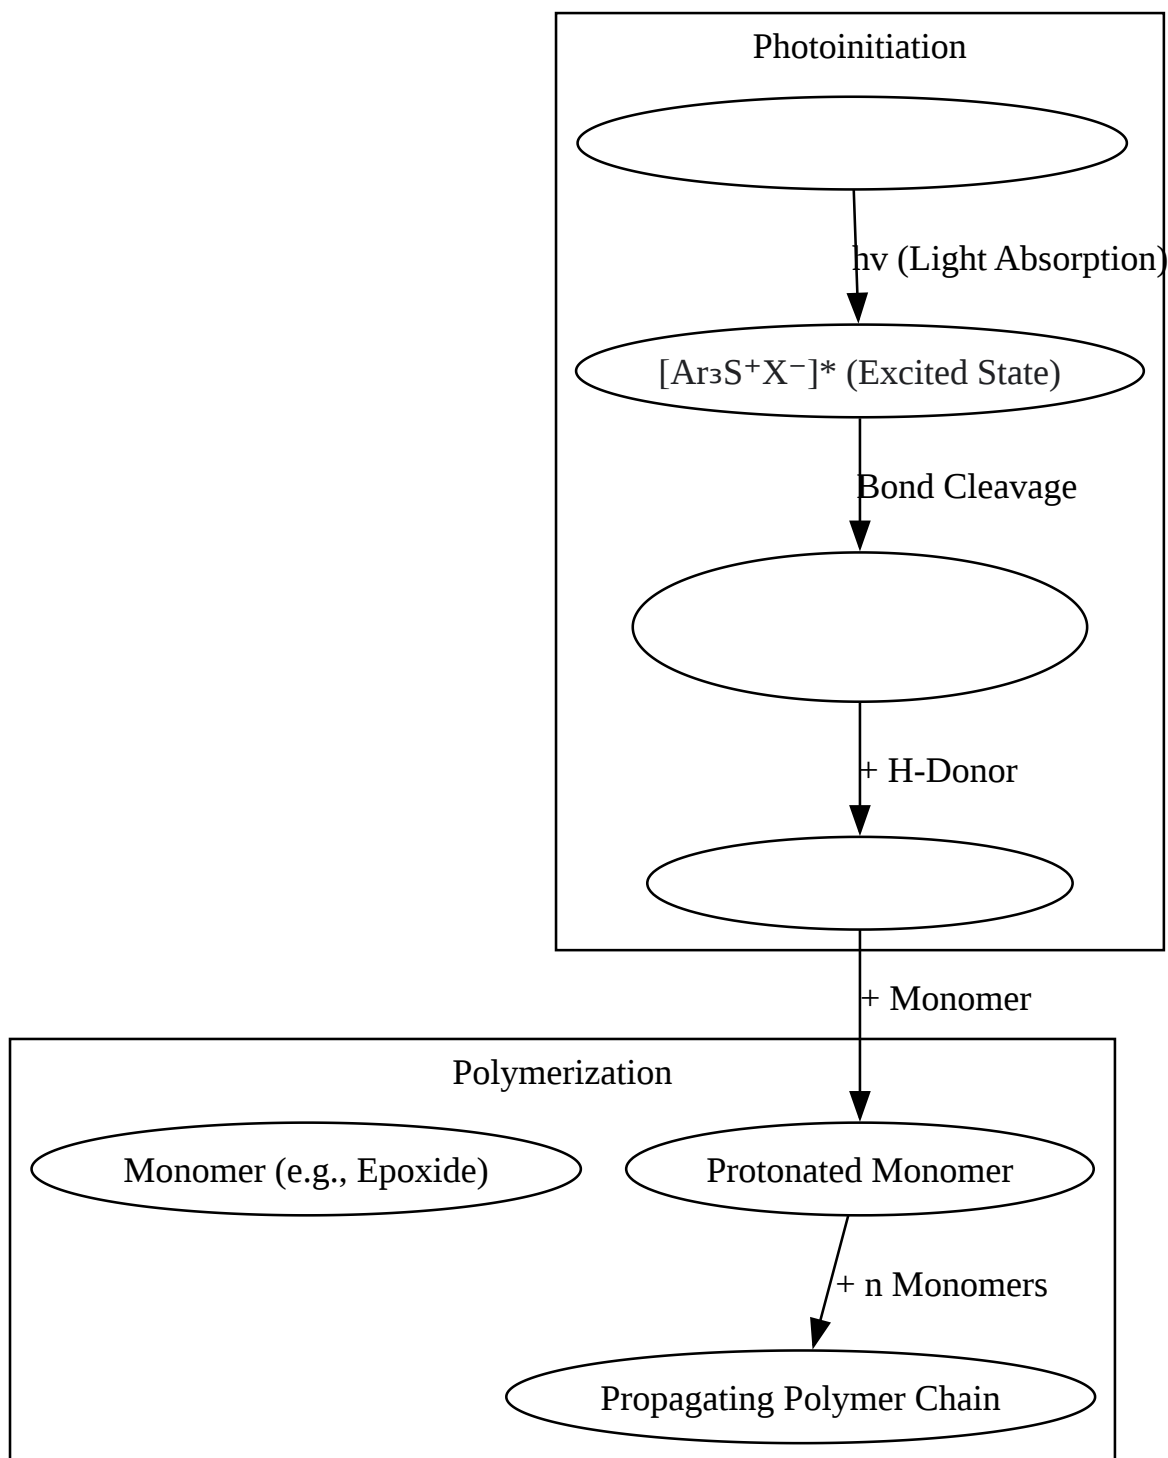 Photoinitiation
hv (Light Absorption)
[Ar₃S⁺X⁻]* (Excited State)
Bond Cleavage
+ H-Donor
+ Monomer
Polymerization
Monomer (e.g., Epoxide)
Protonated Monomer
+ n Monomers
Propagating Polymer Chain